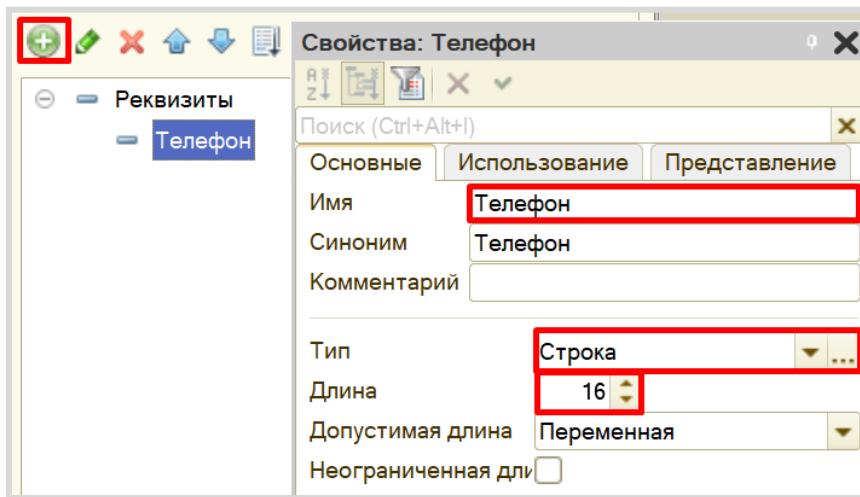 Свойства: Телефон
Поиск (Ctrl+Alt+I)
Реквизиты
Телефон
Основные Использование Представление
Имя Телефон
Синоним Телефон
Комментарий
Тип Строка ...
Длина 16
Допустимая длина Переменная
Неограниченная дли